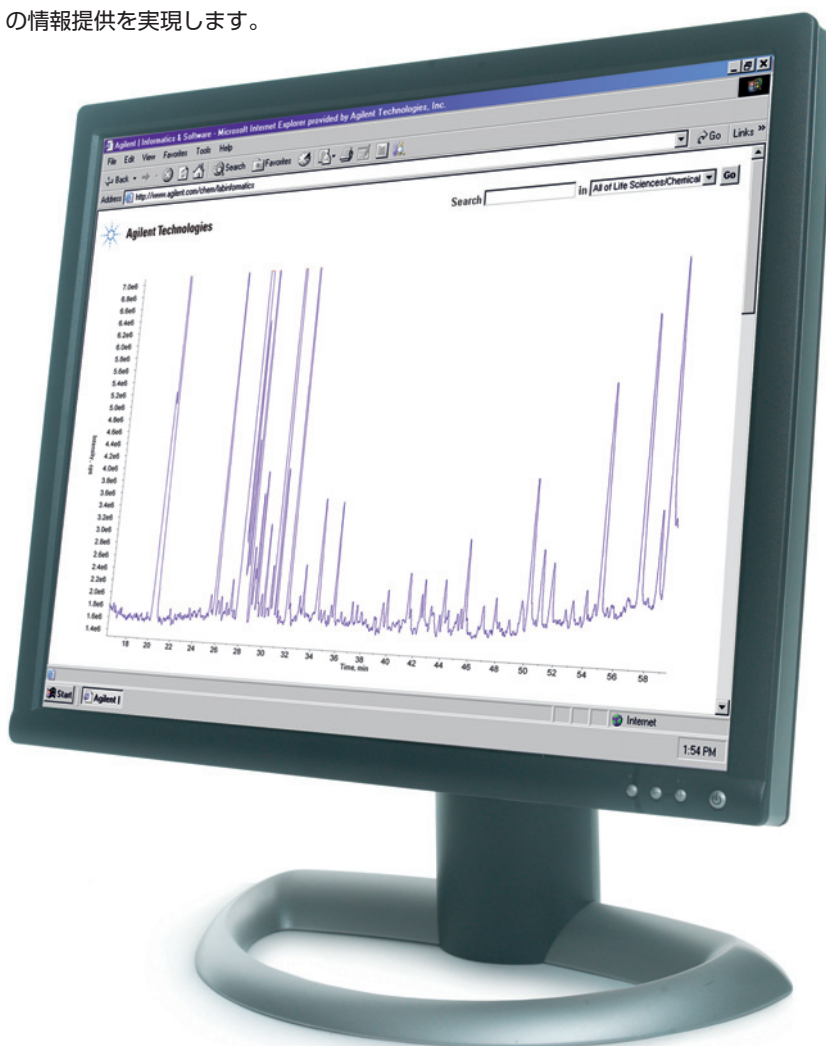 の情報提供を実現します。
Agilent | Informatics & Software - Microsoft Internet Explorer provided by Agilent Technologies, Inc.
File Edit View Favorites Tools Help
Back Search Favorites Go Links »
Address http://www.agilent.com/chem/labinformatics
Search in All of Life Sciences/Chemical Go
Agilent Technologies
7.0e6
6.8e6
6.6e6
6.4e6
6.2e6
6.0e6
5.8e6
5.6e6
5.4e6
5.2e6
5.0e6
4.8e6
4.6e6
4.4e6
4.2e6
4.0e6
3.8e6
3.6e6
3.4e6
3.2e6
3.0e6
2.8e6
2.6e6
2.4e6
2.2e6
2.0e6
1.8e6
1.6e6
1.4e6
Intensity, cps
18 20 22 24 26 28 30 32 34 36 38 40 42 44 46 48 50 52 54 56 58
Time, min
Internet
Start Agilent |
1:54 PM